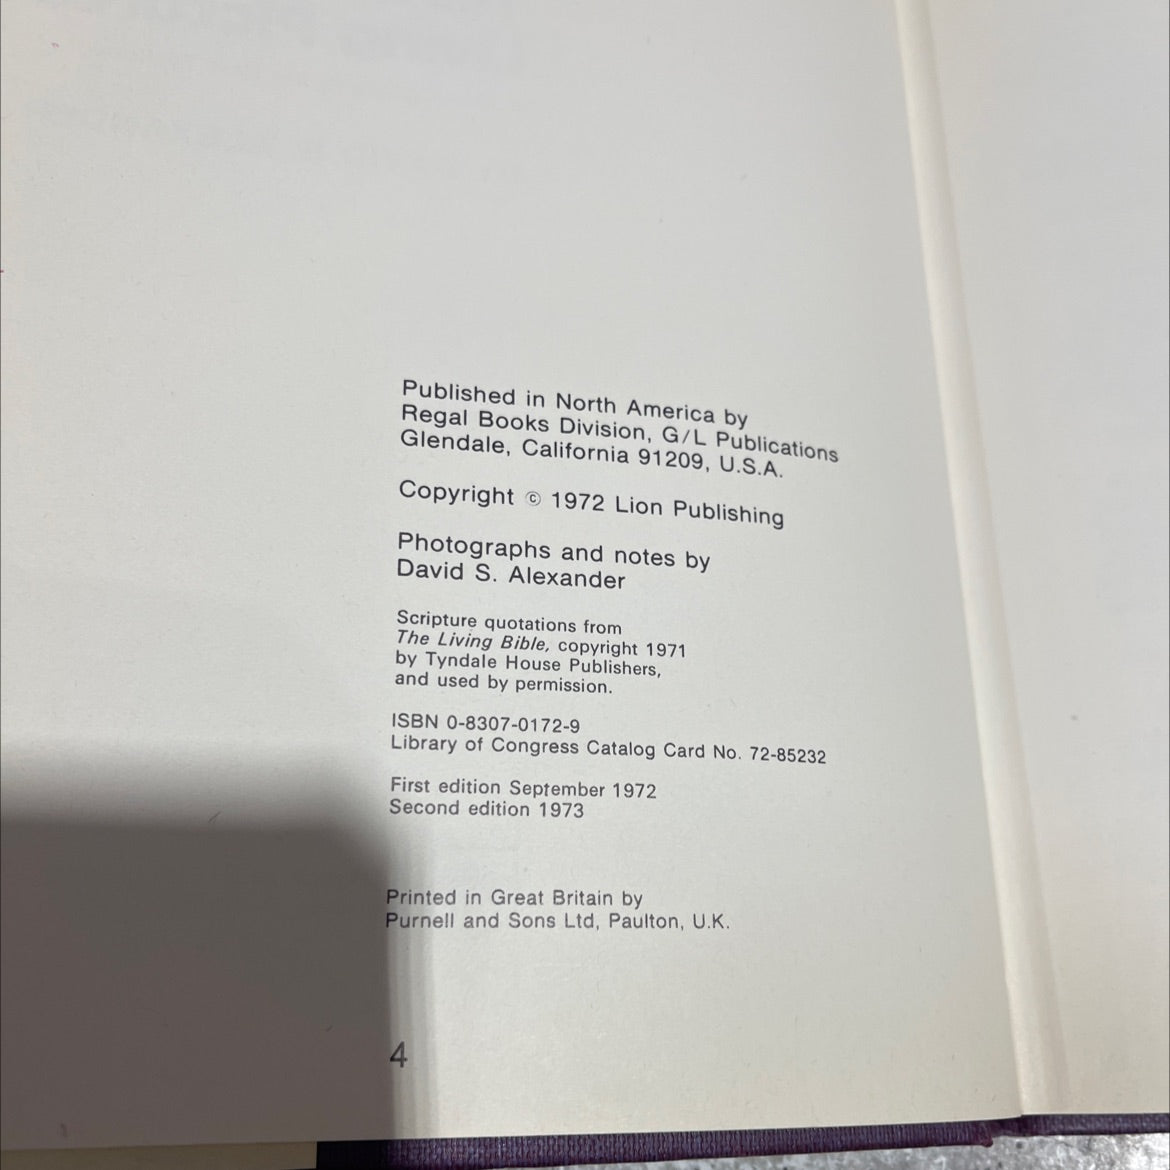 Published in North America by
Regal Books Division, G/L Publications
Glendale, California 91209, U.S.A.
Copyright © 1972 Lion Publishing
Photographs and notes by
David S. Alexander
Scripture quotations from
The Living Bible, copyright 1971
by Tyndale House Publishers,
and used by permission.
ISBN 0-8307-0172-9
Library of Congress Catalog Card No. 72-85232
First edition September 1972
Second edition 1973
Printed in Great Britain by
Purnell and Sons Ltd, Paulton, U.K.
4